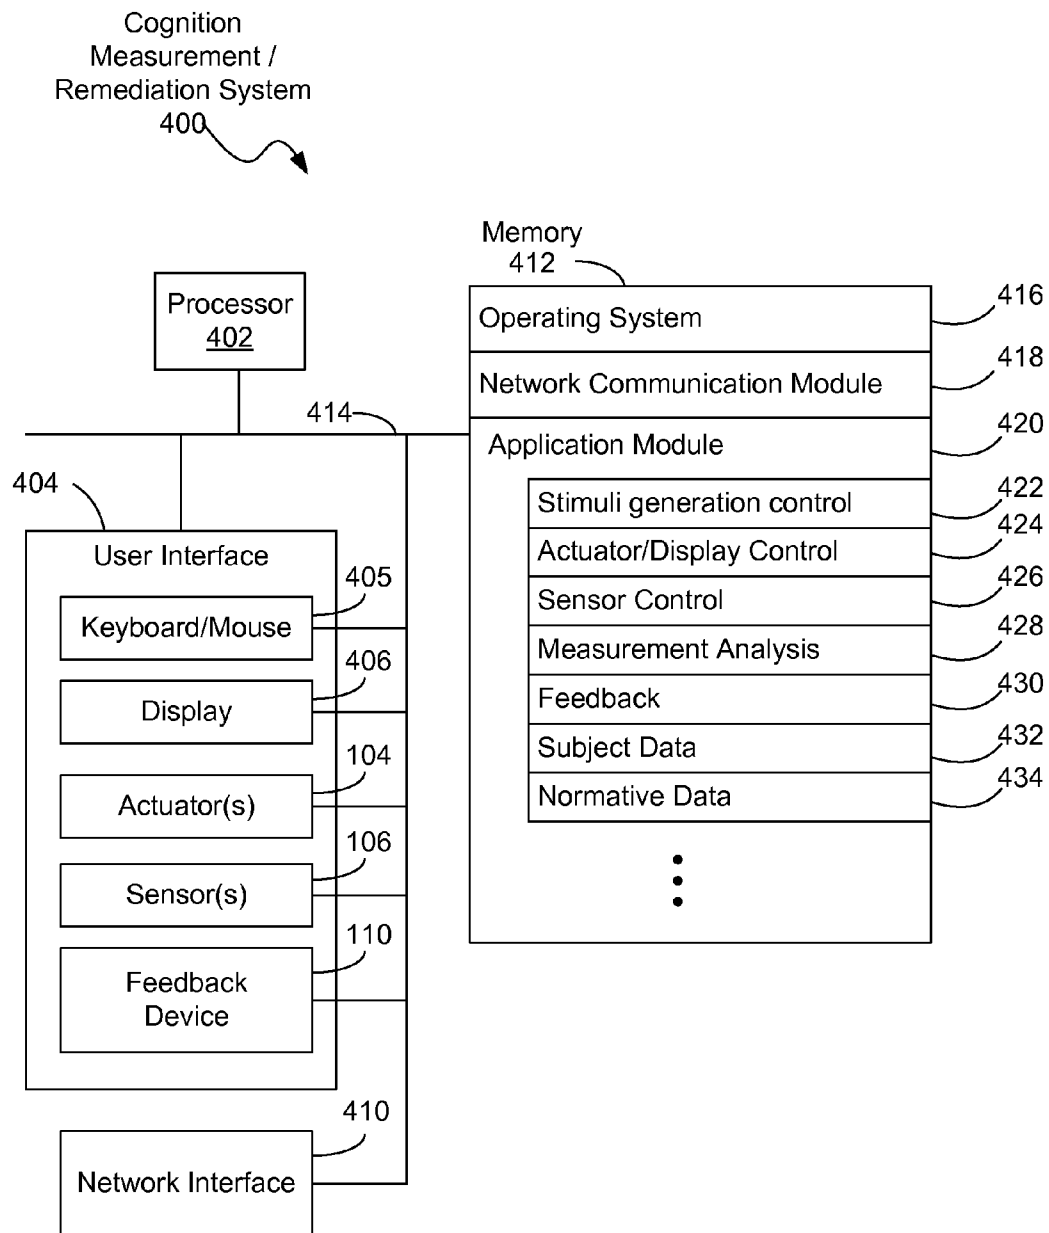 Cognition
Measurement /
Remediation System
400
Memory
412
Processor
402
414
Operating System
416
Network Communication Module
418
Application Module
420
Stimuli generation control
422
Actuator/Display Control
424
Sensor Control
426
Measurement Analysis
428
Feedback
430
Subject Data
432
Normative Data
434
404
User Interface
405
Keyboard/Mouse
406
Display
104
Actuator(s)
106
Sensor(s)
110
Feedback
Device
410
Network Interface